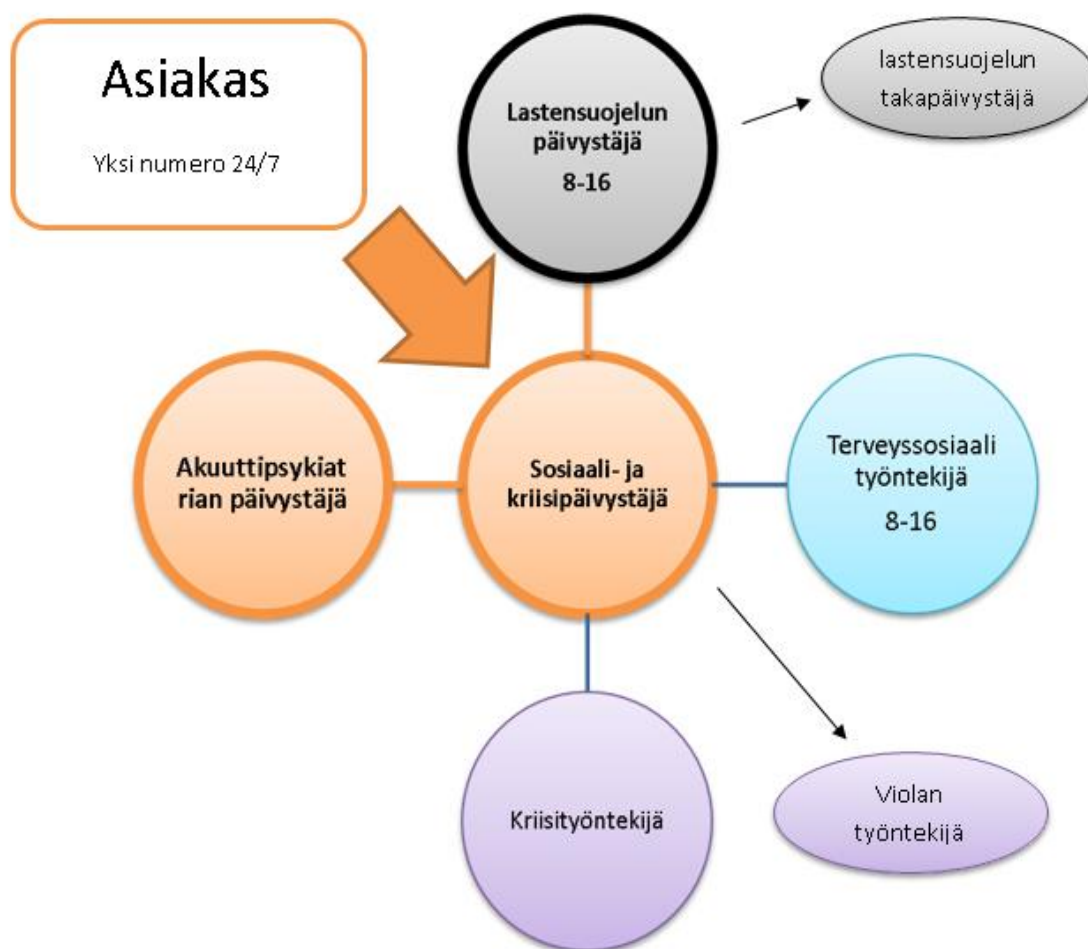 Asiakas
Yksi numero 24/7
Lastensuojelun
päivystäjä
8-16
lastensuojelun
takapäivystäjä
Akuuttipsykiat
rian päivystäjä
Sosiaali- ja
kriisipäivystäjä
Terveyssosiaali
työntekijä
8-16
Kriisityöntekijä
Violan
työntekijä